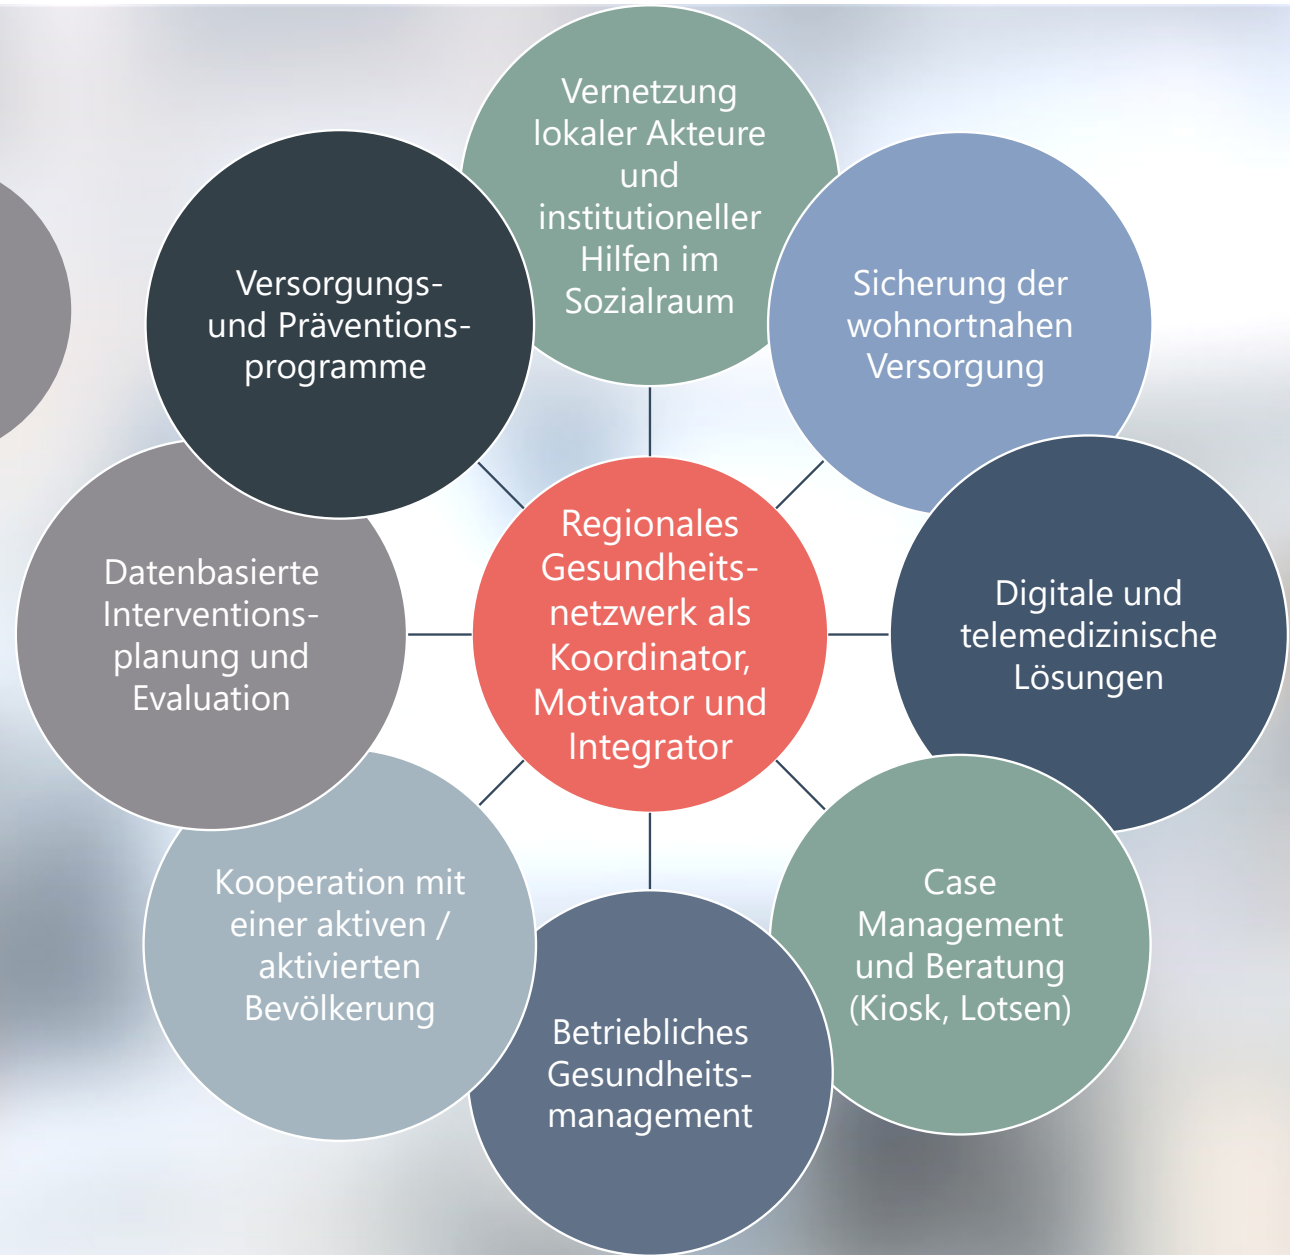 Vernetzung
lokaler Akteure
und
institutioneller
Hilfen im
Sozialraum
Sicherung der
wohnortnahen
Versorgung
Digitale und
telemedizinische
Lösungen
Case
Management
und Beratung
(Kiosk, Lotsen)
Betriebliches
Gesundheits-
management
Kooperation mit
einer aktiven /
aktivierten
Bevölkerung
Datenbasierte
Interventions-
planung und
Evaluation
Versorgungs-
und Präventions-
programme
Regionales
Gesundheits-
netzwerk als
Koordinator,
Motivator und
Integrator